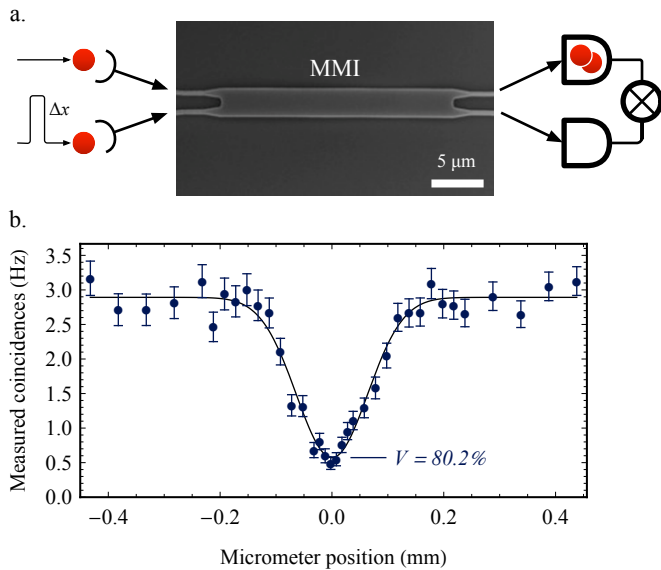 a.
Δx
MMI
5 μm
b.
Measured coincidences (Hz)
3.5
3.0
2.5
2.0
1.5
1.0
0.5
0.0
V = 80.2%
−0.4 −0.2 0.0 0.2 0.4
Micrometer position (mm)